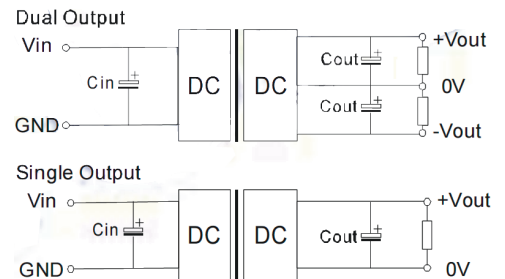 Dual Output
Vin
+Vout
Cout
+
Cin
+
DC
DC
0V
Cout
+
GND
-Vout
Single Output
Vin
+Vout
Cin
+
DC
DC
Cout
+
GND
0V